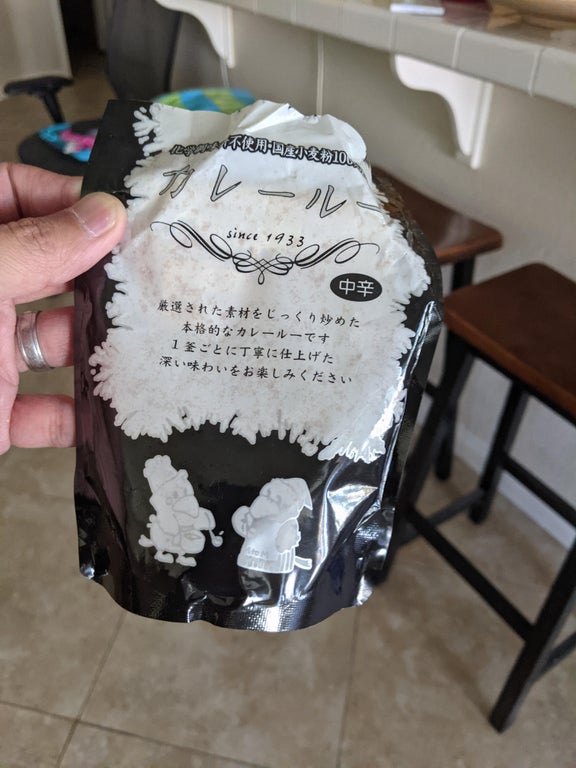 不使用・国産小麦粉10
カレールー
since 1933
中辛
厳選された素材をじっくり炒めた
本格的なカレールーです
1釜ごとに丁寧に仕上げた
深い味わいをお楽しみください
MOM